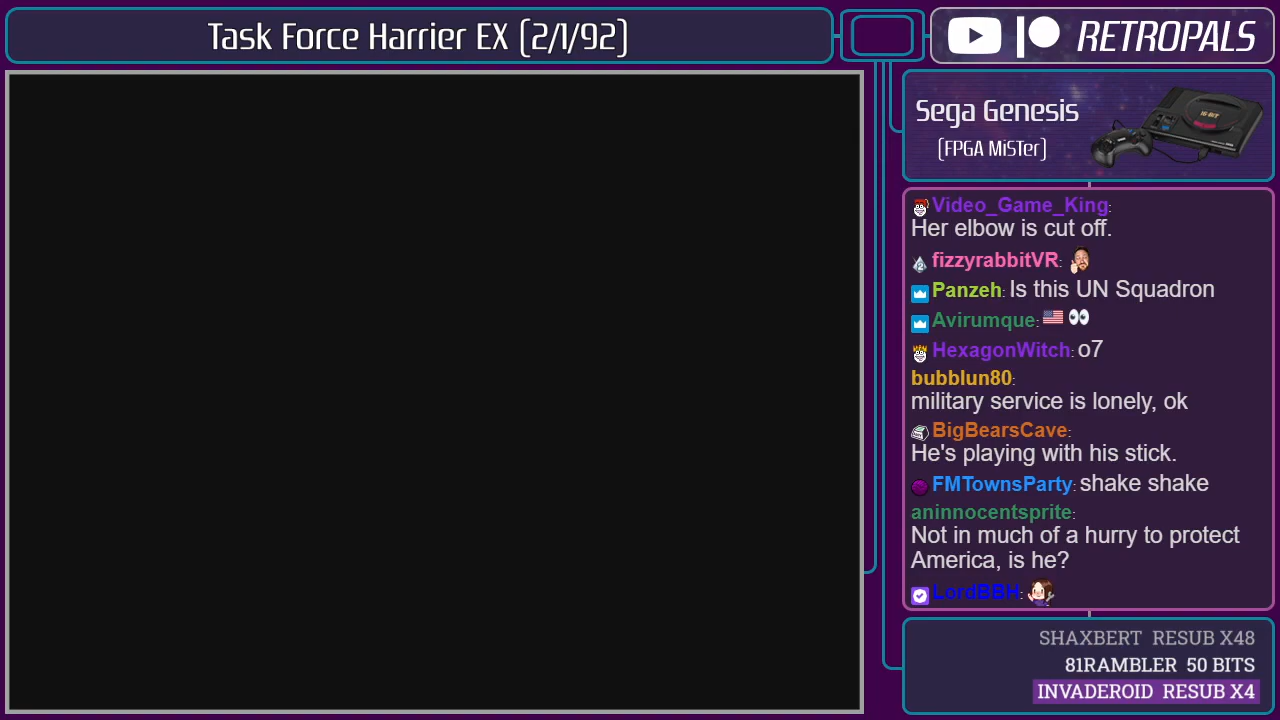 Task Force Harrier EX (2/1/92)
RETROPALS
Sega Genesis
(FPGA MiSTer)
Video_Game_King:
Her elbow is cut off.
fizzyrabbitVR:
Panzeh: Is this UN Squadron
Avirumque:
HexagonWitch: o7
bubblun80:
military service is lonely, ok
BigBearsCave:
He's playing with his stick.
FMTownsParty: shake shake
aninnocentsprite:
Not in much of a hurry to protect
America, is he?
LordBBH:
SHAXBERT RESUB X48
81RAMBLER 50 BITS
INVADEROID RESUB X4